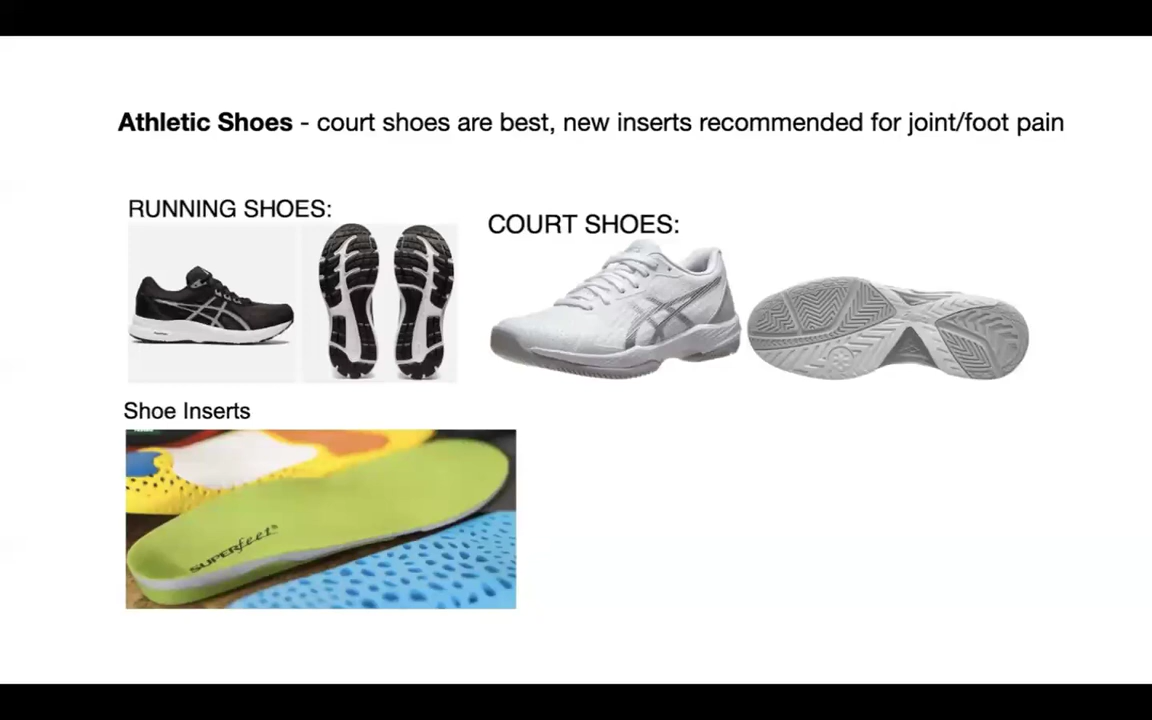 Athletic Shoes - court shoes are best, new inserts recommended for joint/foot pain
RUNNING SHOES:
COURT SHOES:
Shoe Inserts
SUPERfeet®